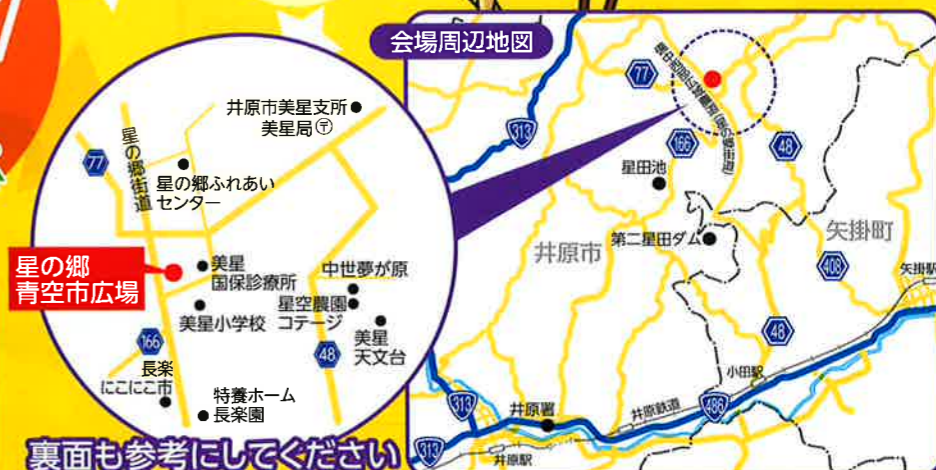 会場周辺地図
井原市美星支所
美星局〒
77
星の郷街道
星の郷ふれあい
センター
星の郷
青空市広場
美星
国保診療所
美星小学校
中世夢が原
星空農園
コテージ
美星
天文台
166
48
長楽
にこにこ市
特養ホーム
長楽園
裏面も参考にしてください
77
313
166
48
星田池
井原市
第二星田ダム
矢掛町
408
矢掛駅
48
小田駅
486
井原鉄道
313
井原署
313
井原駅